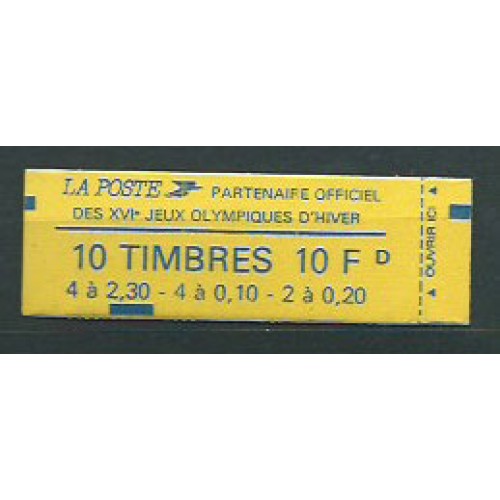 LA POSTE PARTENAIRE OFFICIEL
DES XVIes JEUX OLYMPIQUES D'HIVER
10 TIMBRES 10 F D
4 à 2,30 - 4 à 0,10 - 2 à 0,20
OUVRIR ICI